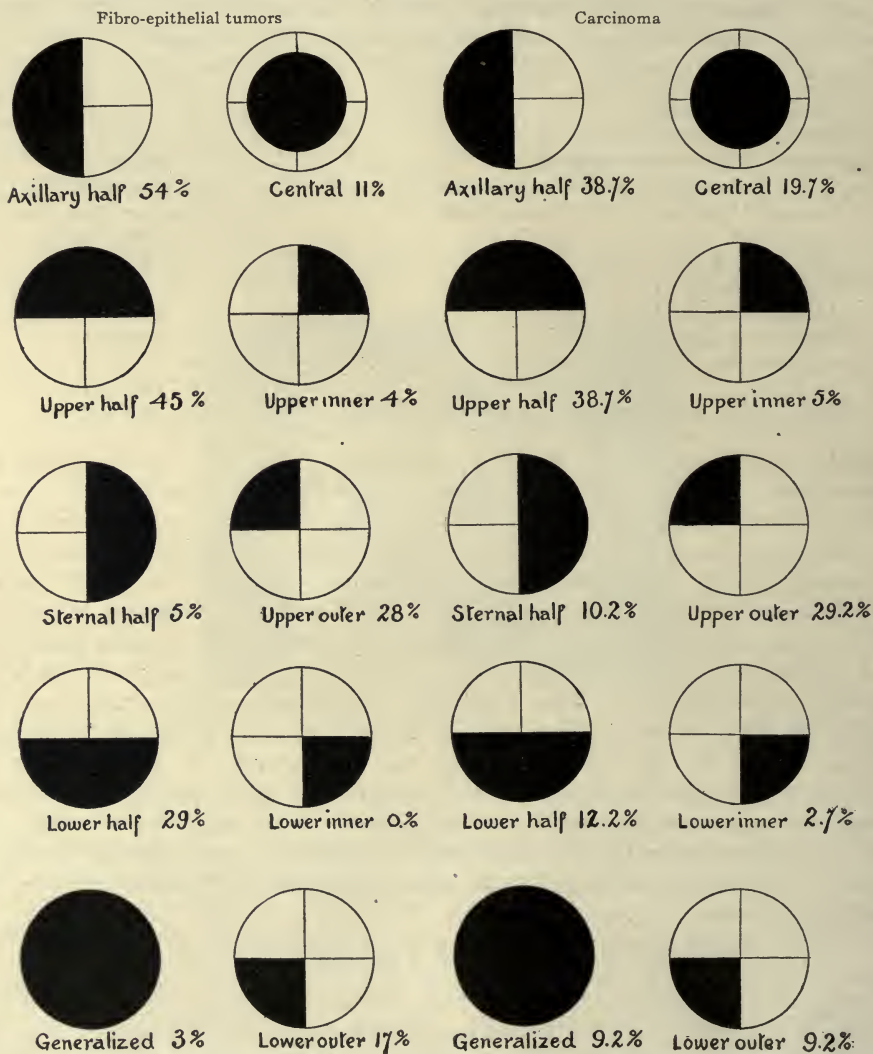 Fibro-epithelial tumors Carcinoma
Axillary half 54% Central 11% Axillary half 38.7% Central 19.7%
Upper half 45% Upper inner 4% Upper half 38.7% Upper inner 5%
Sternal half 5% Upper outer 28% Sternal half 10.2% Upper outer 29.2%
Lower half 29% Lower inner 0.% Lower half 12.2% Lower inner 2.7%
Generalized 3% Lower outer 17% Generalized 9.2% Lower outer 9.2%